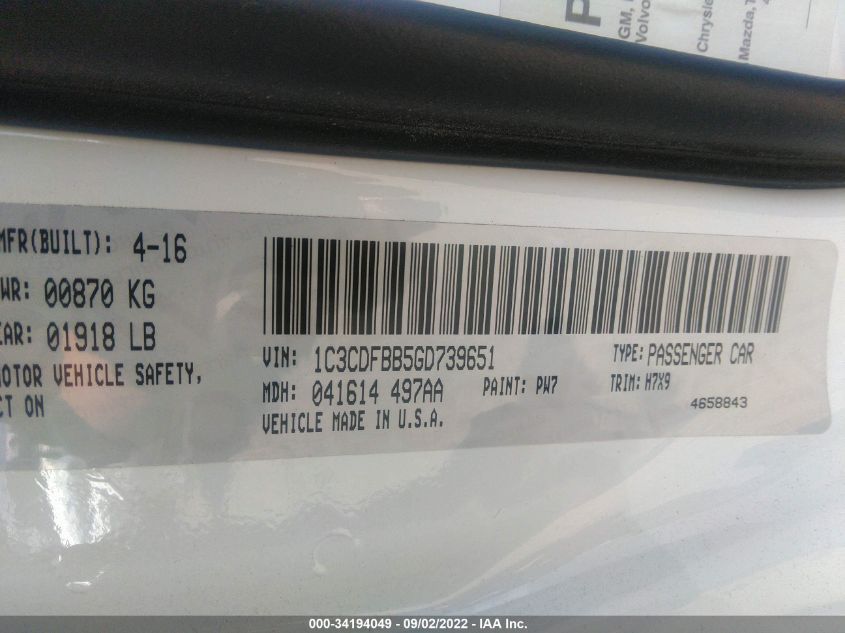 P
GM,
Volvo
Chrysle
Mazda, T
MFR(BUILT): 4-16
WR: 00870 KG
EAR: 01918 LB
MOTOR VEHICLE SAFETY,
CT ON
VIN: 1C3CDFBB5GD739651
TYPE: PASSENGER CAR
MDH: 041614 497AA
PAINT: PW7
TRIM: H7X9
VEHICLE MADE IN U.S.A.
4658843
000-34194049 - 09/02/2022 - IAA Inc.